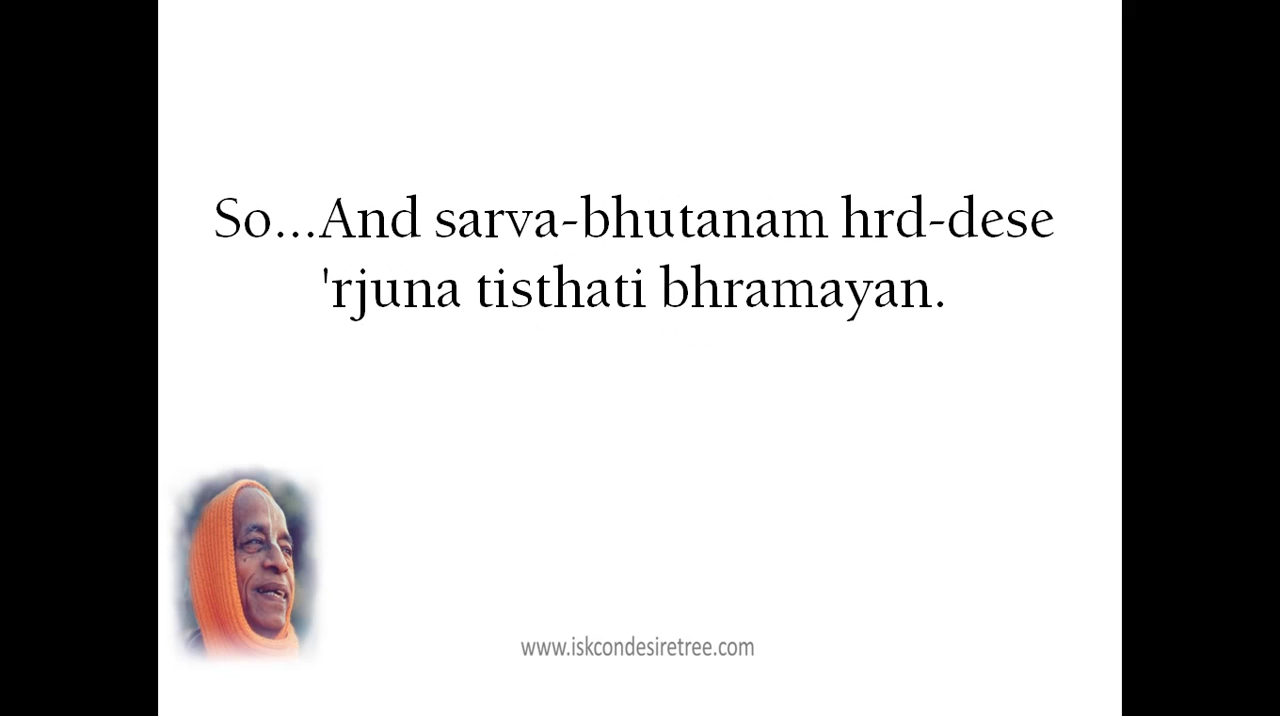 So...And sarva-bhutanam hrd-dese
'rjuna tisthati bhramayan.
www.iskcondesiretree.com